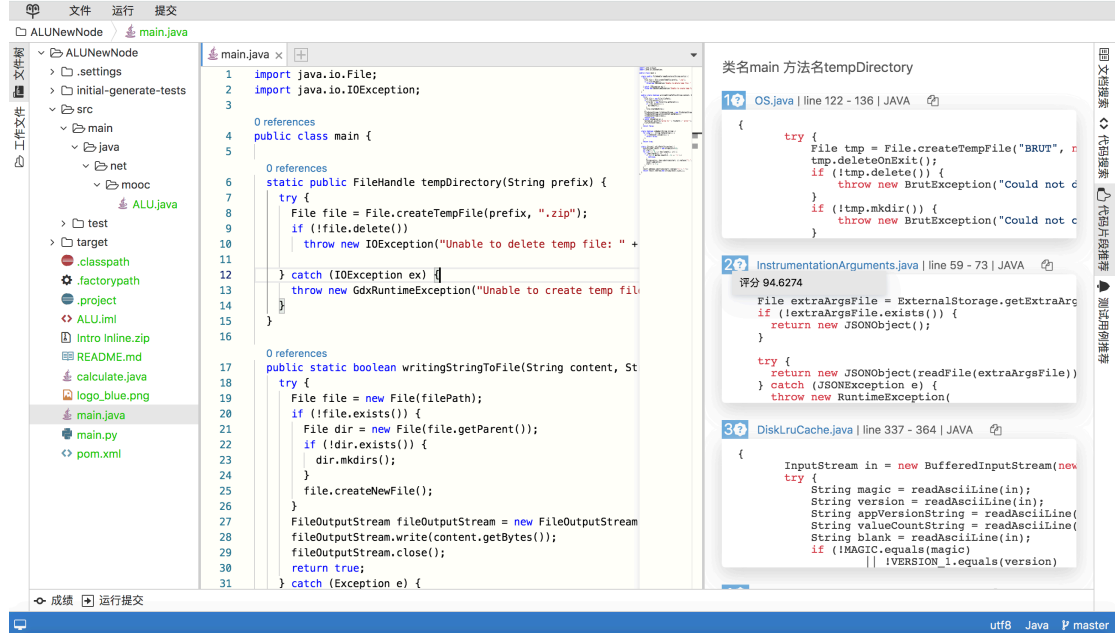 文件 运行 提交
ALUNewNode main.java
文件树
工作文件
ALUNewNode
.settings
initial-generate-tests
src
main
java
net
mooc
ALU.java
test
target
.classpath
.factorypath
.project
ALU.iml
Intro Inline.zip
README.md
calculate.java
logo_blue.png
main.java
main.py
pom.xml
main.java
1 import java.io.File;
2 import java.io.IOException;
3
0 references
4 public class main {
5
0 references
6 static public FileHandle tempDirectory(String prefix) {
7 try {
8 File file = File.createTempFile(prefix, ".zip");
9 if (!file.delete())
10 throw new IOException("Unable to delete temp file: " +
11
12 } catch (IOException ex) {
13 throw new GdxRuntimeException("Unable to create temp file
14 }
15 }
16
0 references
17 public static boolean writingStringToFile(String content, St
18 try {
19 File file = new File(filePath);
20 if (!file.exists()) {
21 File dir = new File(file.getParent());
22 if (!dir.exists()) {
23 dir.mkdirs();
24 }
25 file.createNewFile();
26 }
27 FileOutputStream fileOutputStream = new FileOutputStream
28 fileOutputStream.write(content.getBytes());
29 fileOutputStream.close();
30 return true;
31 } catch (Exception e) {
类名main 方法名tempDirectory
1 ? OS.java | line 122 - 136 | JAVA
{
try {
File tmp = File.createTempFile("BRUT", n
tmp.deleteOnExit();
if (!tmp.delete()) {
throw new BrutException("Could not d
}
if (!tmp.mkdir()) {
throw new BrutException("Could not c
}
2 ? InstrumentationArguments.java | line 59 - 73 | JAVA
评分 94.6274
File extraArgsFile = ExternalStorage.getExtraArg
if (!extraArgsFile.exists()) {
return new JSONObject();
}
try {
return new JSONObject(readFile(extraArgsFile))
} catch (JSONException e) {
throw new RuntimeException(
3 ? DiskLruCache.java | line 337 - 364 | JAVA
{
InputStream in = new BufferedInputStream(new
try {
String magic = readAsciiLine(in);
String version = readAsciiLine(in);
String appVersionString = readAsciiLine(
String valueCountString = readAsciiLine(
String blank = readAsciiLine(in);
if (!MAGIC.equals(magic)
|| !VERSION_1.equals(version)
文档搜索
代码搜索
代码片段推荐
测试用例推荐
成绩 运行提交
utf8 Java master